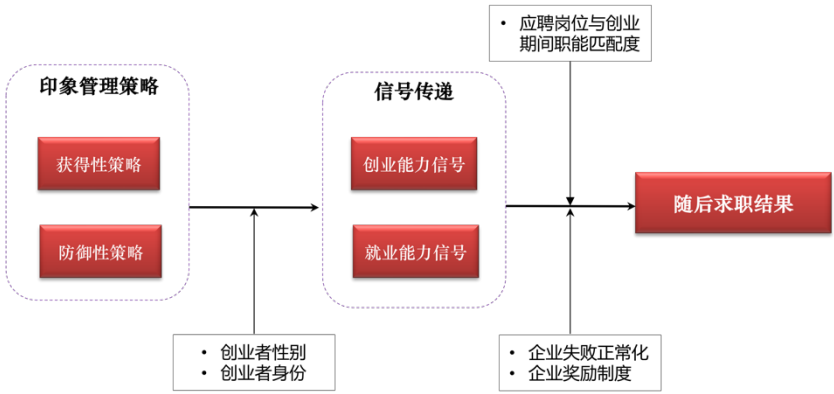 • 应聘岗位与创业
期间职能匹配度
印象管理策略
获得性策略
防御性策略
信号传递
创业能力信号
就业能力信号
随后求职结果
• 创业者性别
• 创业者身份
• 企业失败正常化
• 企业奖励制度